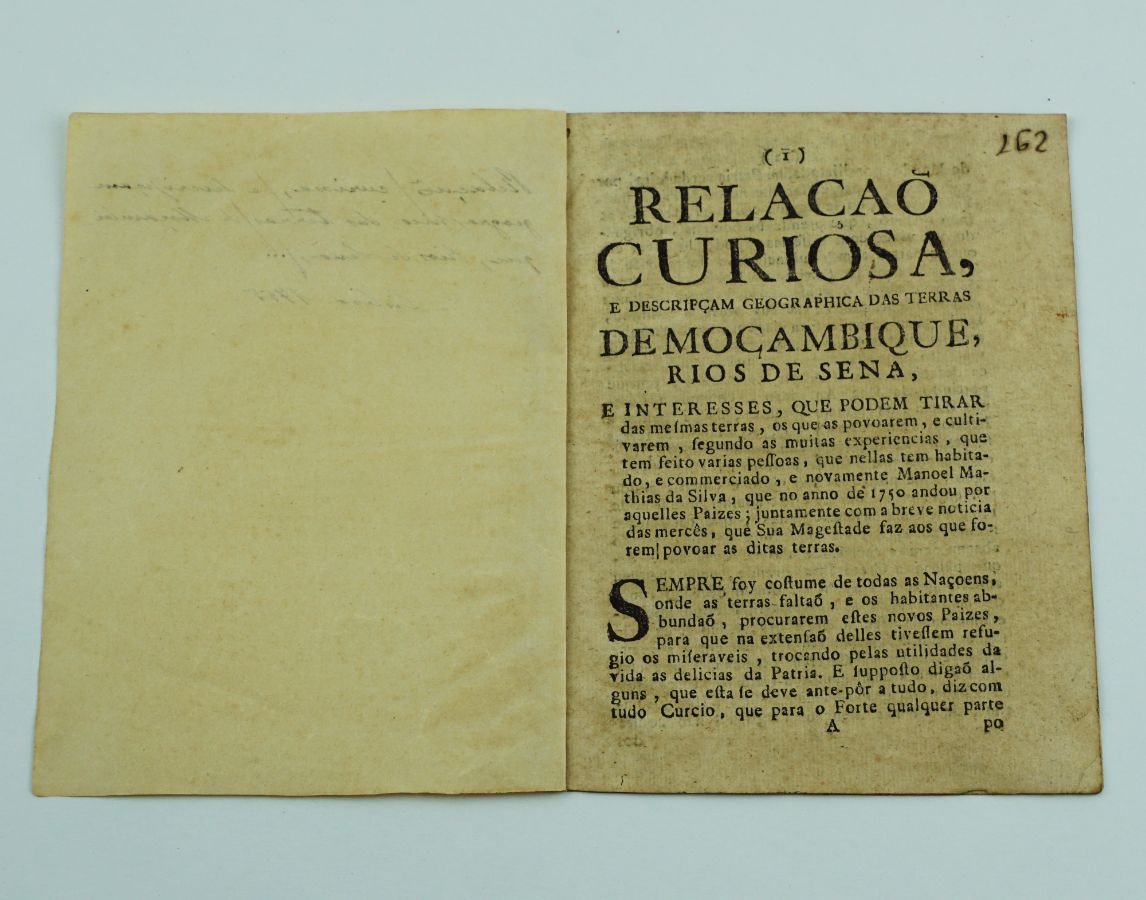 162
(1)
RELACAÕ
CURIOSA,
E DESCRIPÇAM GEOGRAPHICA DAS TERRAS
DE MOÇAMBIQUE,
RIOS DE SENA,
E INTERESSES, QUE PODEM TIRAR
das meſmas terras, os que as povoarem, e culti-
varem, ſegundo as muitas experiencias, que
tem feito varias peſſoas, que nellas tem habita-
do, e commerciado, e novamente Manoel Ma-
thias da Silva, que no anno de 1750 andou por
aquelles Paizes; juntamente com a breve noticia
das mercês, que Sua Mageſtade faz aos que fo-
rem povoar as ditas terras.
SEMPRE foy coſtume de todas as Naçoens,
onde as terras faltaõ, e os habitantes ab-
bundaõ, procurarem eſtes novos Paizes,
para que na extenſaõ delles tiveſſem refu-
gio os miſeraveis, trocando pelas utilidades da
vida as delicias da Patria. E ſuppoſto digaõ al-
guns, que eſta ſe deve ante-pôr a tudo, diz com
tudo Curcio, que para o Forte qualquer parte
A po